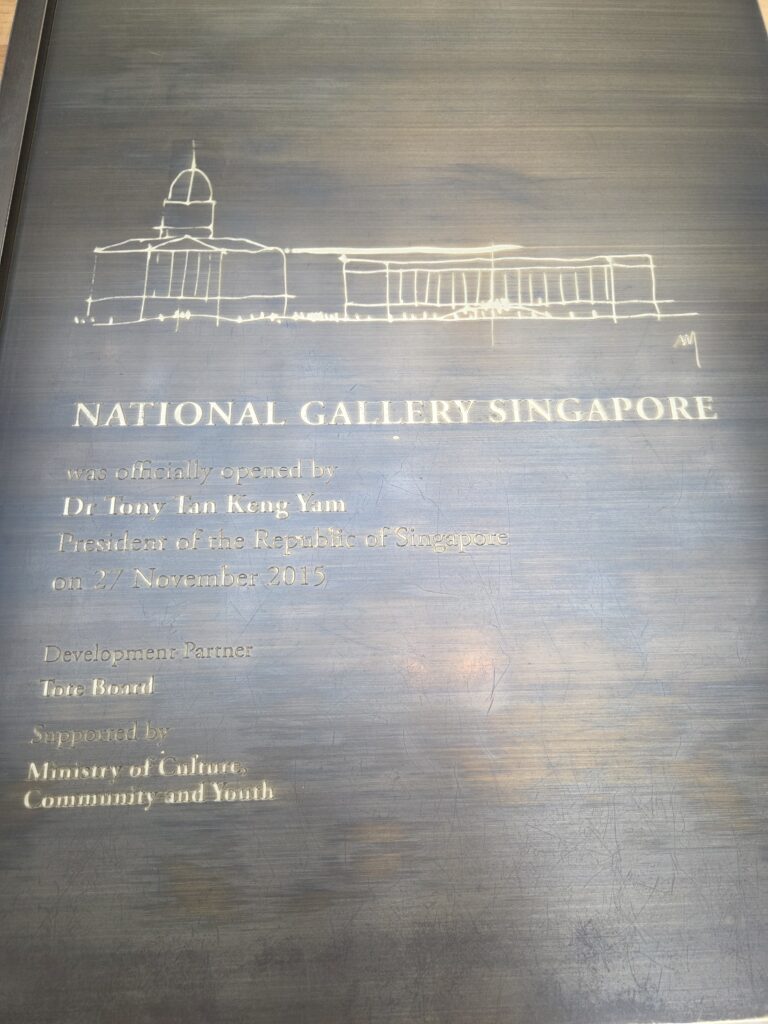 NATIONAL GALLERY SINGAPORE
was officially opened by
Dr Tony Tan Keng Yam
President of the Republic of Singapore
on 27 November 2015
Development Partner
Tote Board
Supported by
Ministry of Culture,
Community and Youth